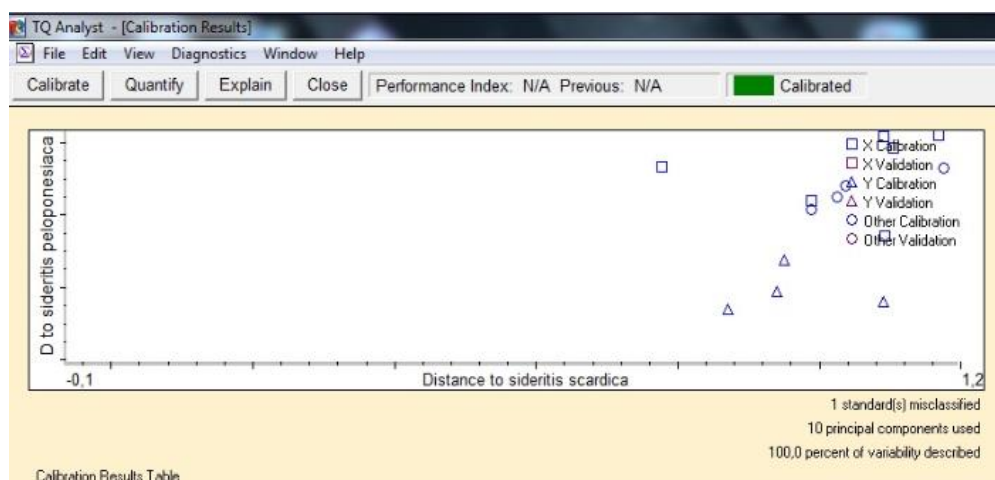 TQ Analyst - [Calibration Results]
File Edit View Diagnostics Window Help
Calibrate Quantify Explain Close Performance Index: N/A Previous: N/A Calibrated
D to sideritis peloponesiaca
X Calibration
X Validation
Y Calibration
Y Validation
Other Calibration
Other Validation
-0,1 Distance to sideritis scardica 1,2
1 standard(s) misclassified
10 principal components used
100,0 percent of variability described
Calibration Results Table